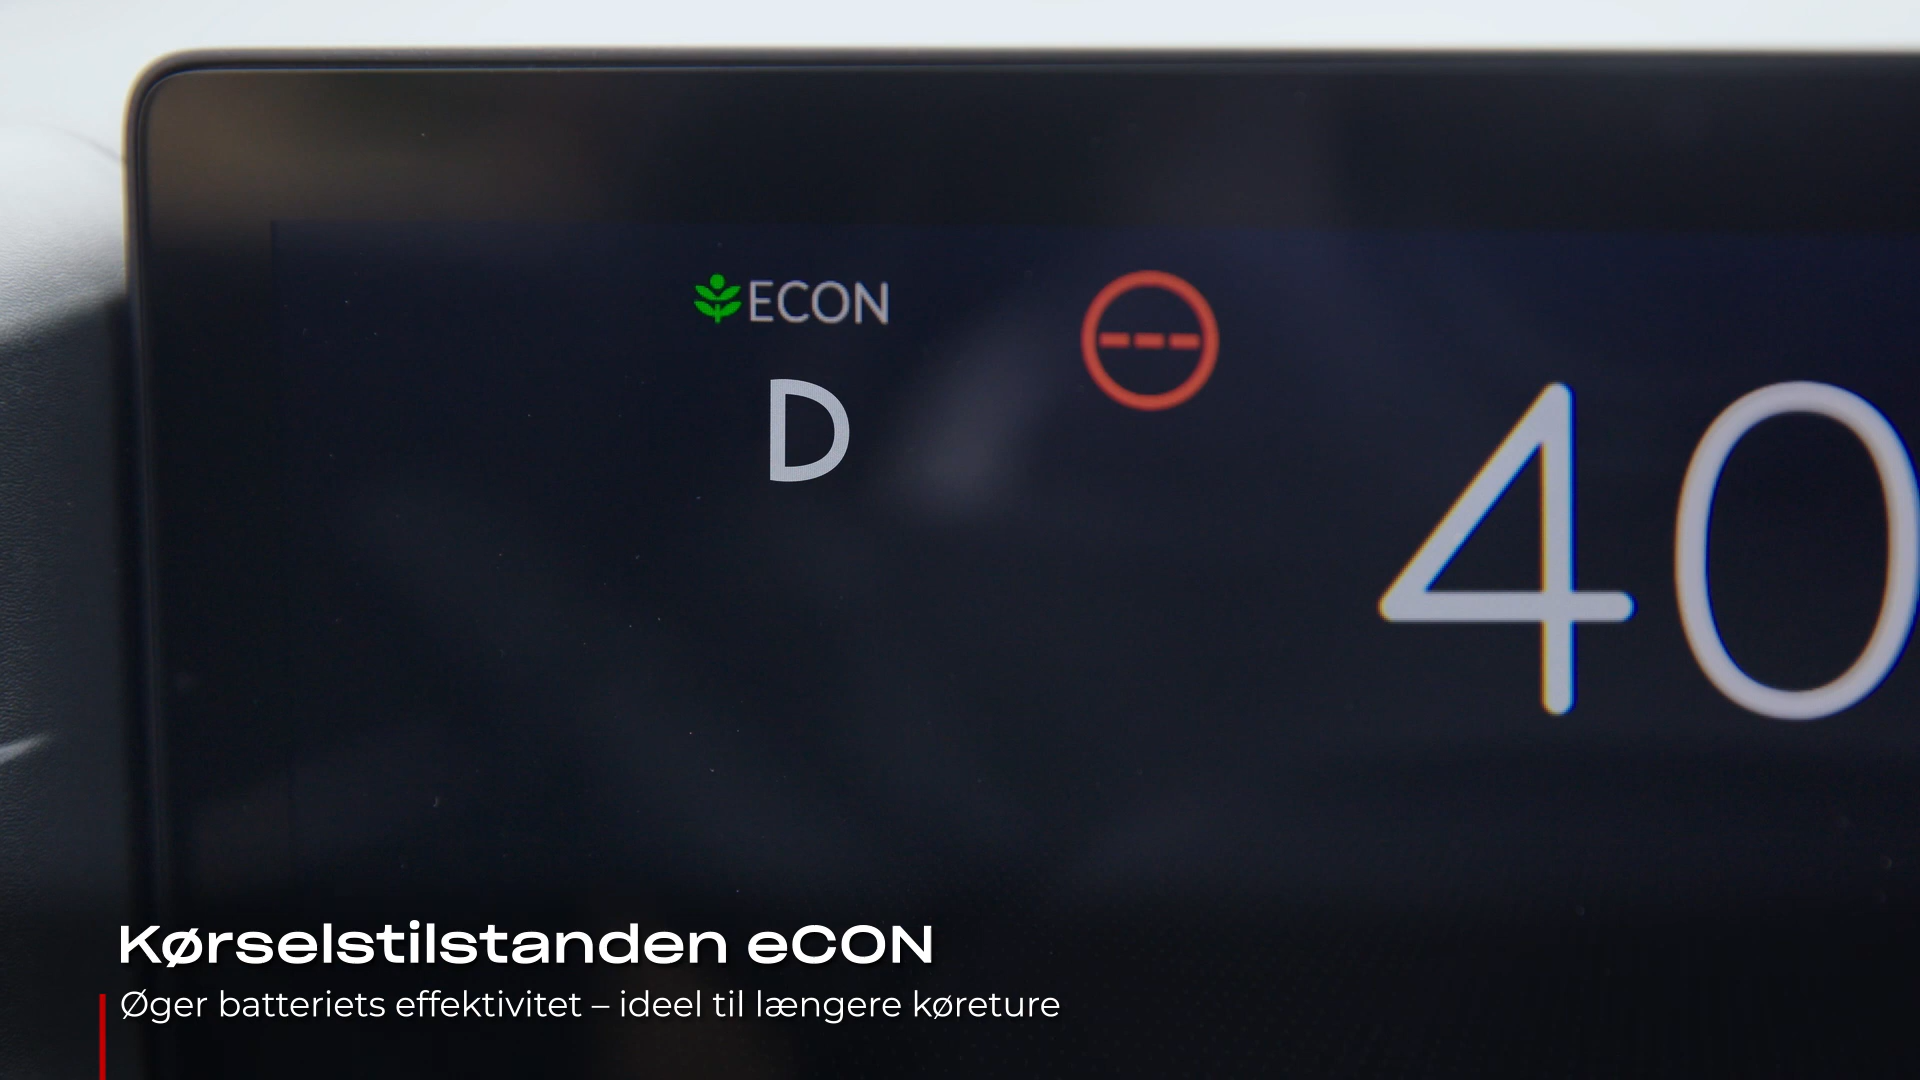 ECON
D
---
40
Kørselstilstanden eCON
Øger batteriets effektivitet – ideel til længere køreture